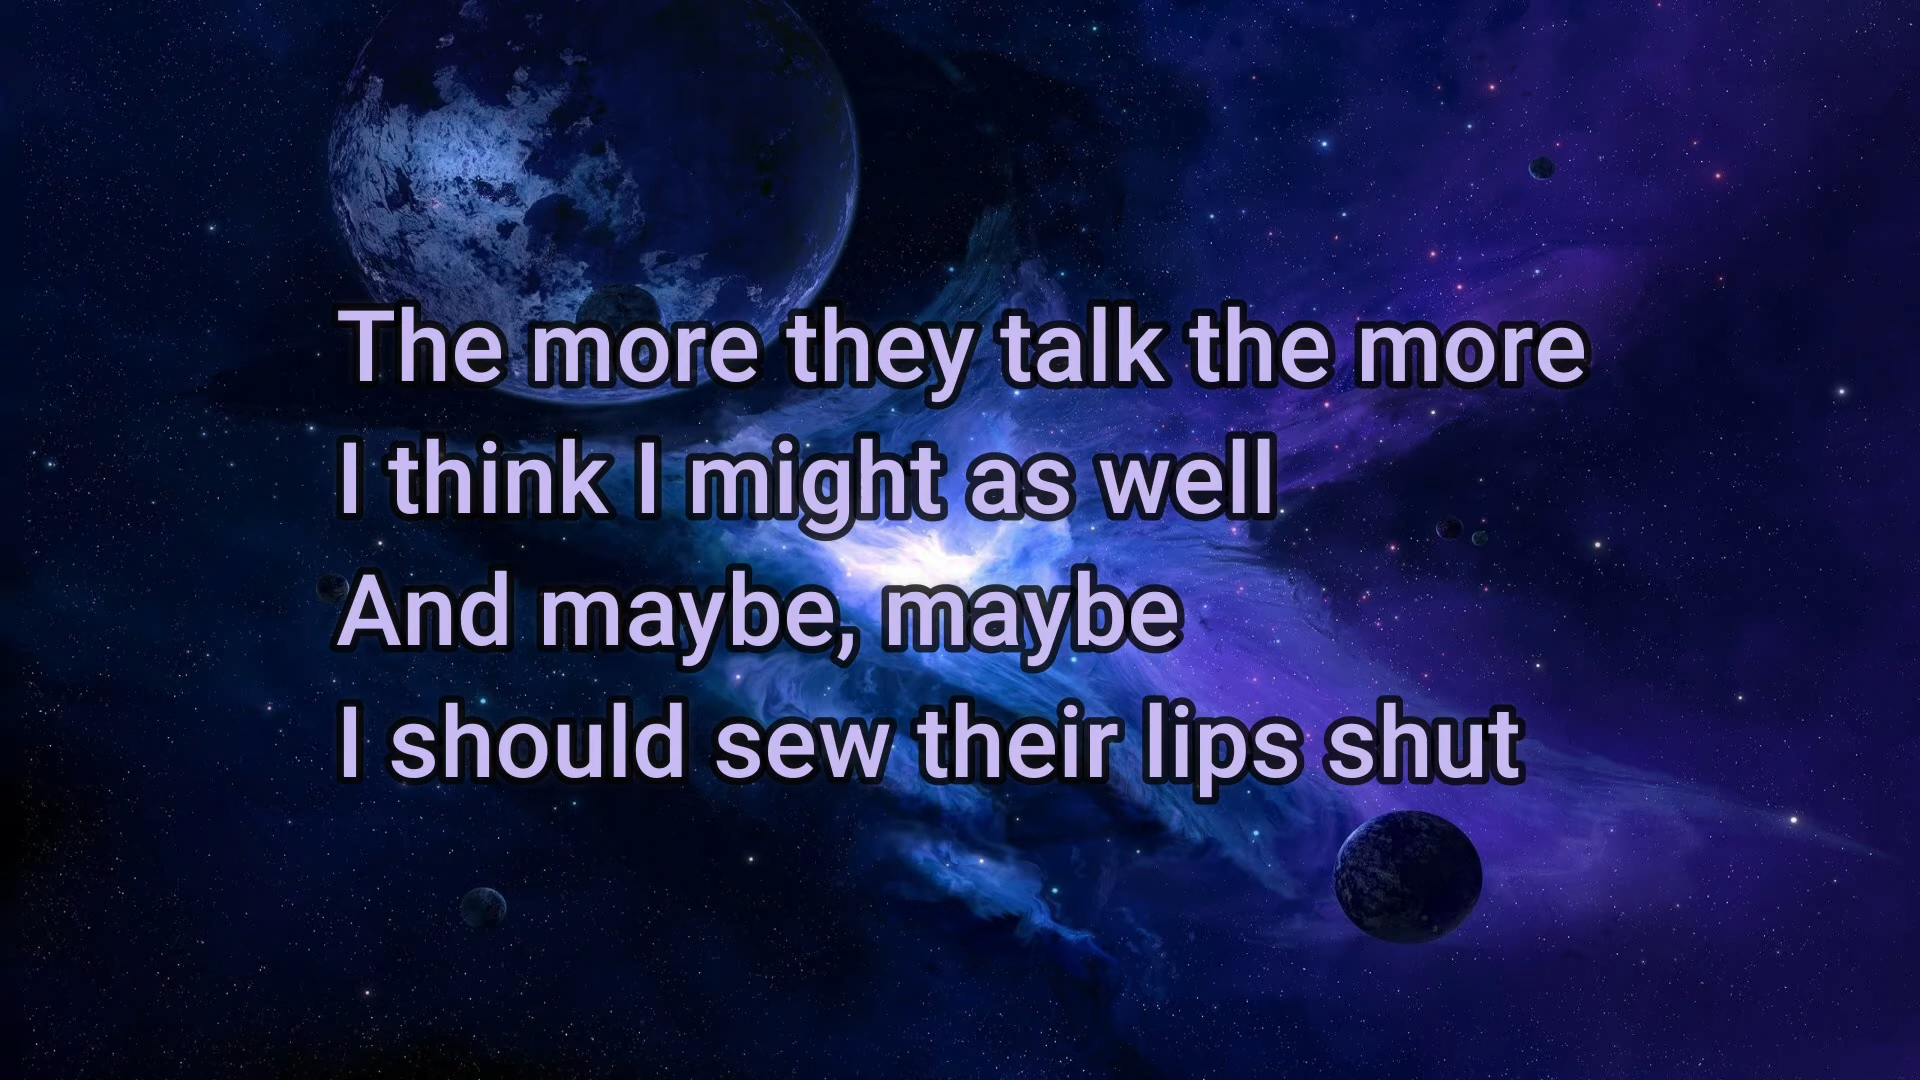 The more they talk the more
I think I might as well
And maybe, maybe
I should sew their lips shut